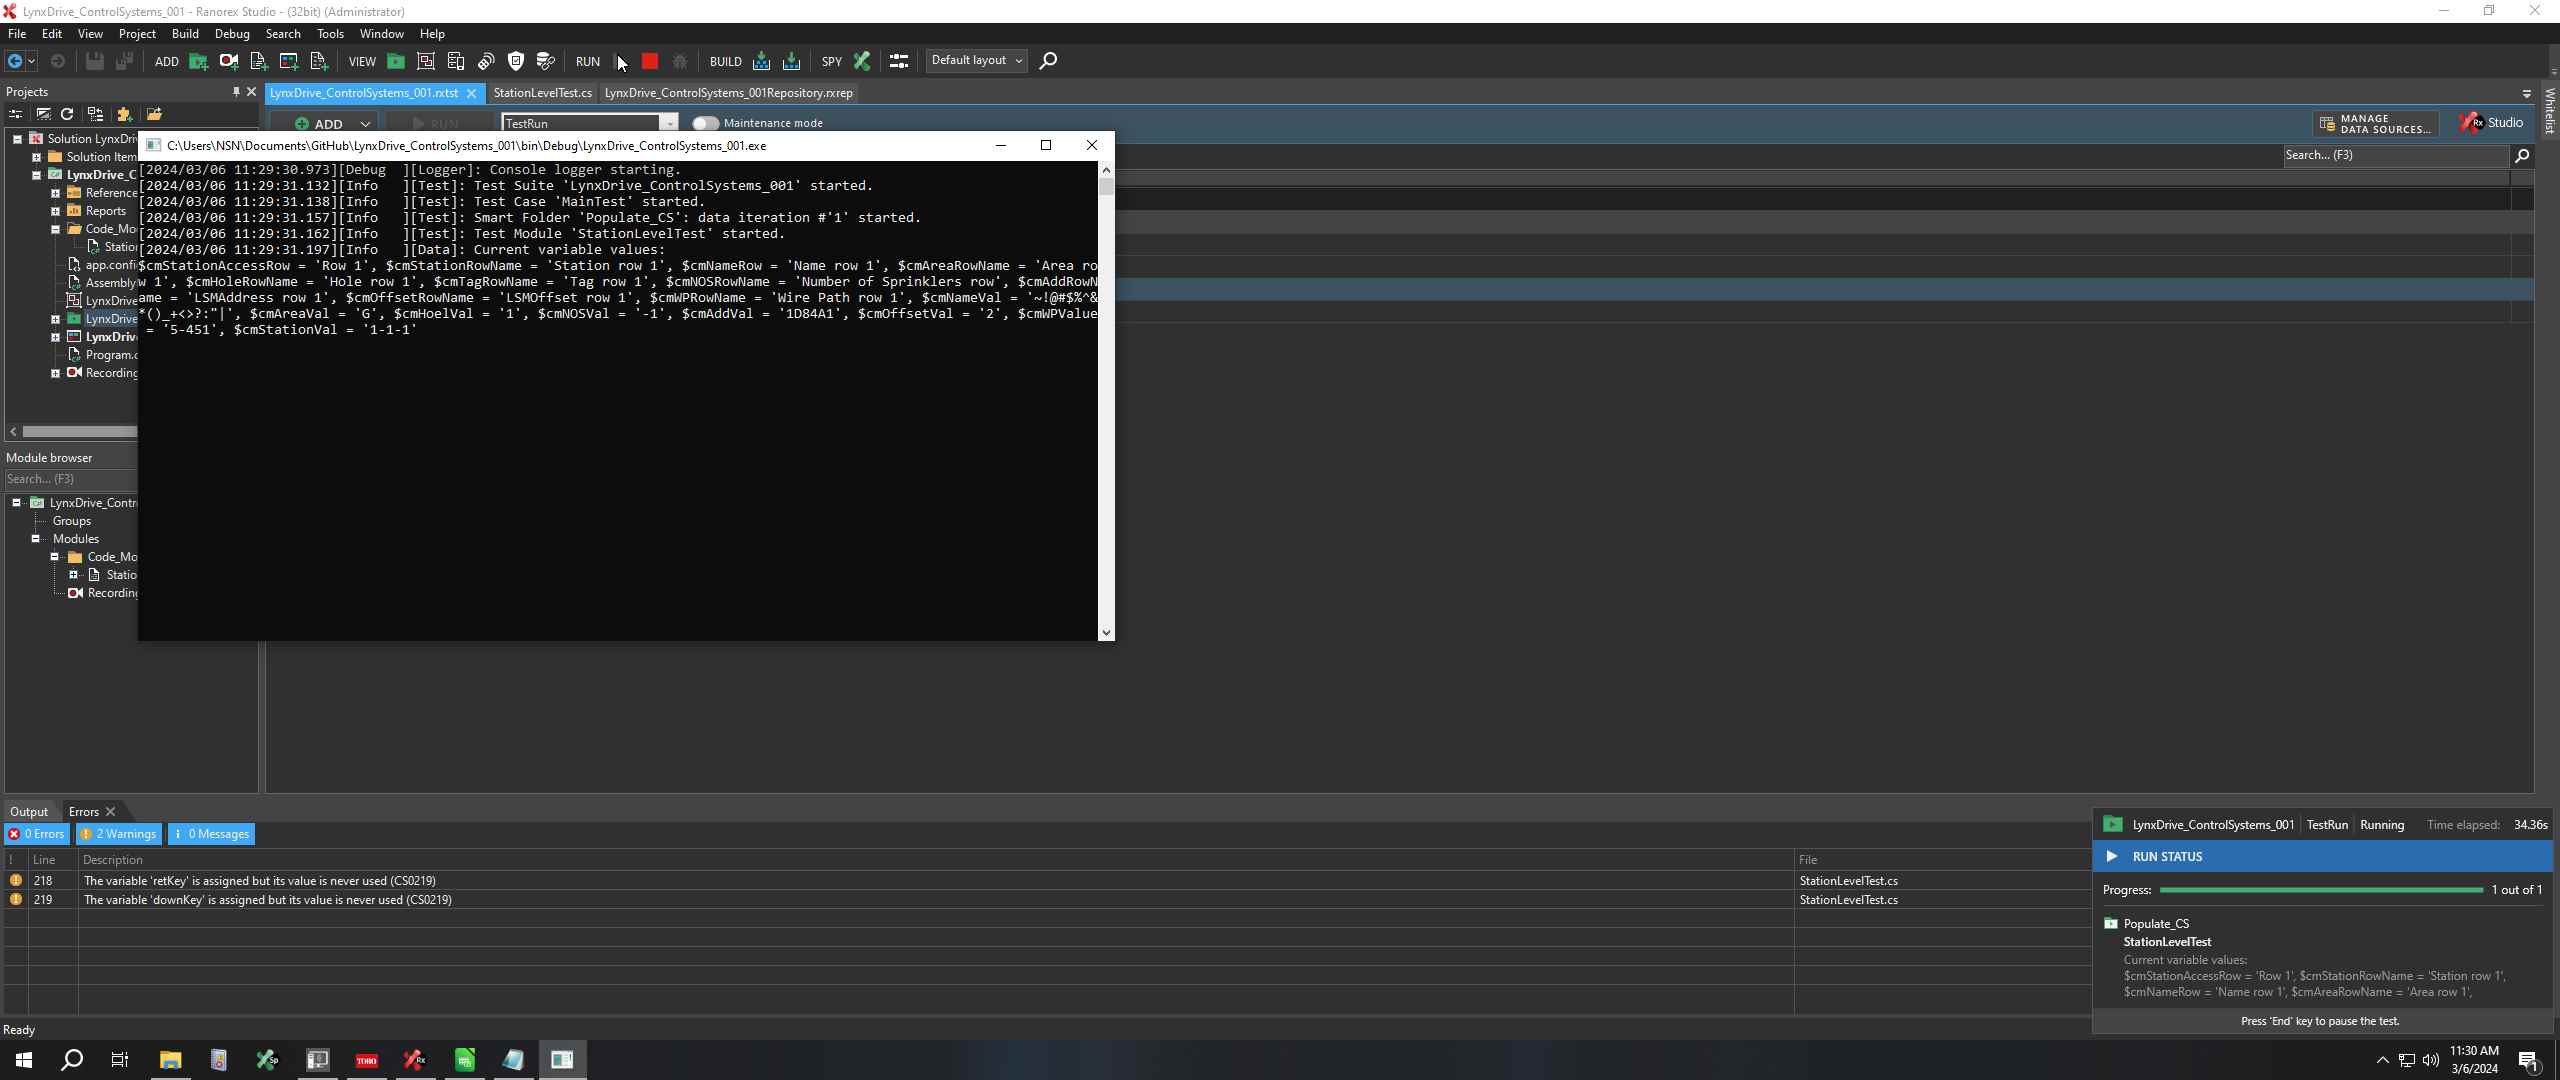 LynxDrive_ControlSystems_001 - Ranorex Studio - (32bit) (Administrator)
File Edit View Project Build Debug Search Tools Window Help
ADD VIEW RUN BUILD SPY Default layout
Projects
LynxDrive_ControlSystems_001.rxtst StationLevelTest.cs LynxDrive_ControlSystems_001Repository.rxrep
Whitelist
ADD RUN TestRun Maintenance mode
MANAGE
DATA SOURCES...
Rx Studio
Search... (F3)
Solution LynxDriv
Solution Item
LynxDrive_C
Reference
Reports
Code_Mo
Statio
app.confi
Assembly
LynxDrive
LynxDrive
LynxDriv
Program.c
Recording
C:\Users\NSN\Documents\GitHub\LynxDrive_ControlSystems_001\bin\Debug\LynxDrive_ControlSystems_001.exe
[2024/03/06 11:29:30.973][Debug  ][Logger]: Console logger starting.
[2024/03/06 11:29:31.132][Info   ][Test]: Test Suite 'LynxDrive_ControlSystems_001' started.
[2024/03/06 11:29:31.138][Info   ][Test]: Test Case 'MainTest' started.
[2024/03/06 11:29:31.157][Info   ][Test]: Smart Folder 'Populate_CS': data iteration #'1' started.
[2024/03/06 11:29:31.162][Info   ][Test]: Test Module 'StationLevelTest' started.
[2024/03/06 11:29:31.197][Info   ][Data]: Current variable values:
$cmStationAccessRow = 'Row 1', $cmStationRowName = 'Station row 1', $cmNameRow = 'Name row 1', $cmAreaRowName = 'Area ro
w 1', $cmHoleRowName = 'Hole row 1', $cmTagRowName = 'Tag row 1', $cmNOSRowName = 'Number of Sprinklers row', $cmAddRowN
ame = 'LSMAddress row 1', $cmOffsetRowName = 'LSMOffset row 1', $cmWPRowName = 'Wire Path row 1', $cmNameVal = '~!@#$%^&
*()_+<>?:"|', $cmAreaVal = 'G', $cmHoelVal = '1', $cmNOSVal = '-1', $cmAddVal = '1D84A1', $cmOffsetVal = '2', $cmWPValue
= '5-451', $cmStationVal = '1-1-1'
Module browser
Search... (F3)
LynxDrive_Contr
Groups
Modules
Code_Mo
Statio
Recording
Output Errors
0 Errors 2 Warnings 0 Messages
! Line Description File
218 The variable 'retKey' is assigned but its value is never used (CS0219) StationLevelTest.cs
219 The variable 'downKey' is assigned but its value is never used (CS0219) StationLevelTest.cs
LynxDrive_ControlSystems_001 TestRun Running Time elapsed: 34.36s
RUN STATUS
Progress: 1 out of 1
Populate_CS
StationLevelTest
Current variable values:
$cmStationAccessRow = 'Row 1', $cmStationRowName = 'Station row 1',
$cmNameRow = 'Name row 1', $cmAreaRowName = 'Area row 1',
Press 'End' key to pause the test.
Ready
Sp TORO Rx
11:30 AM
3/6/2024
1